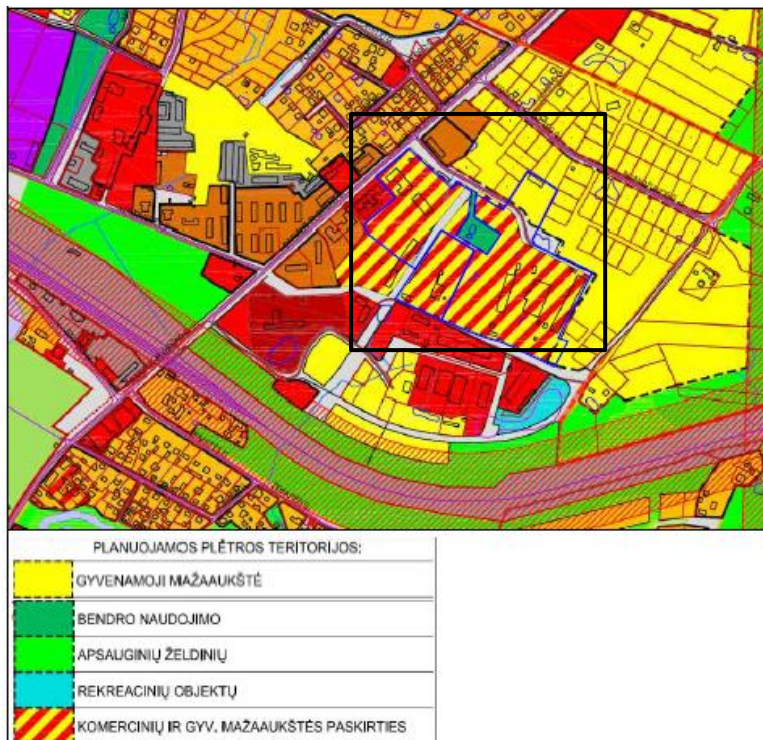 PLANUOJAMOS PLĖTROS TERITORIJOS:
GYVENAMOJI MAŽAAUKŠTĖ
BENDRO NAUDOJIMO
APSAUGINIŲ ŽELDINIŲ
REKREACINIŲ OBJEKTŲ
KOMERCINIŲ IR GYV. MAŽAAUKŠTĖS PASKIRTIES